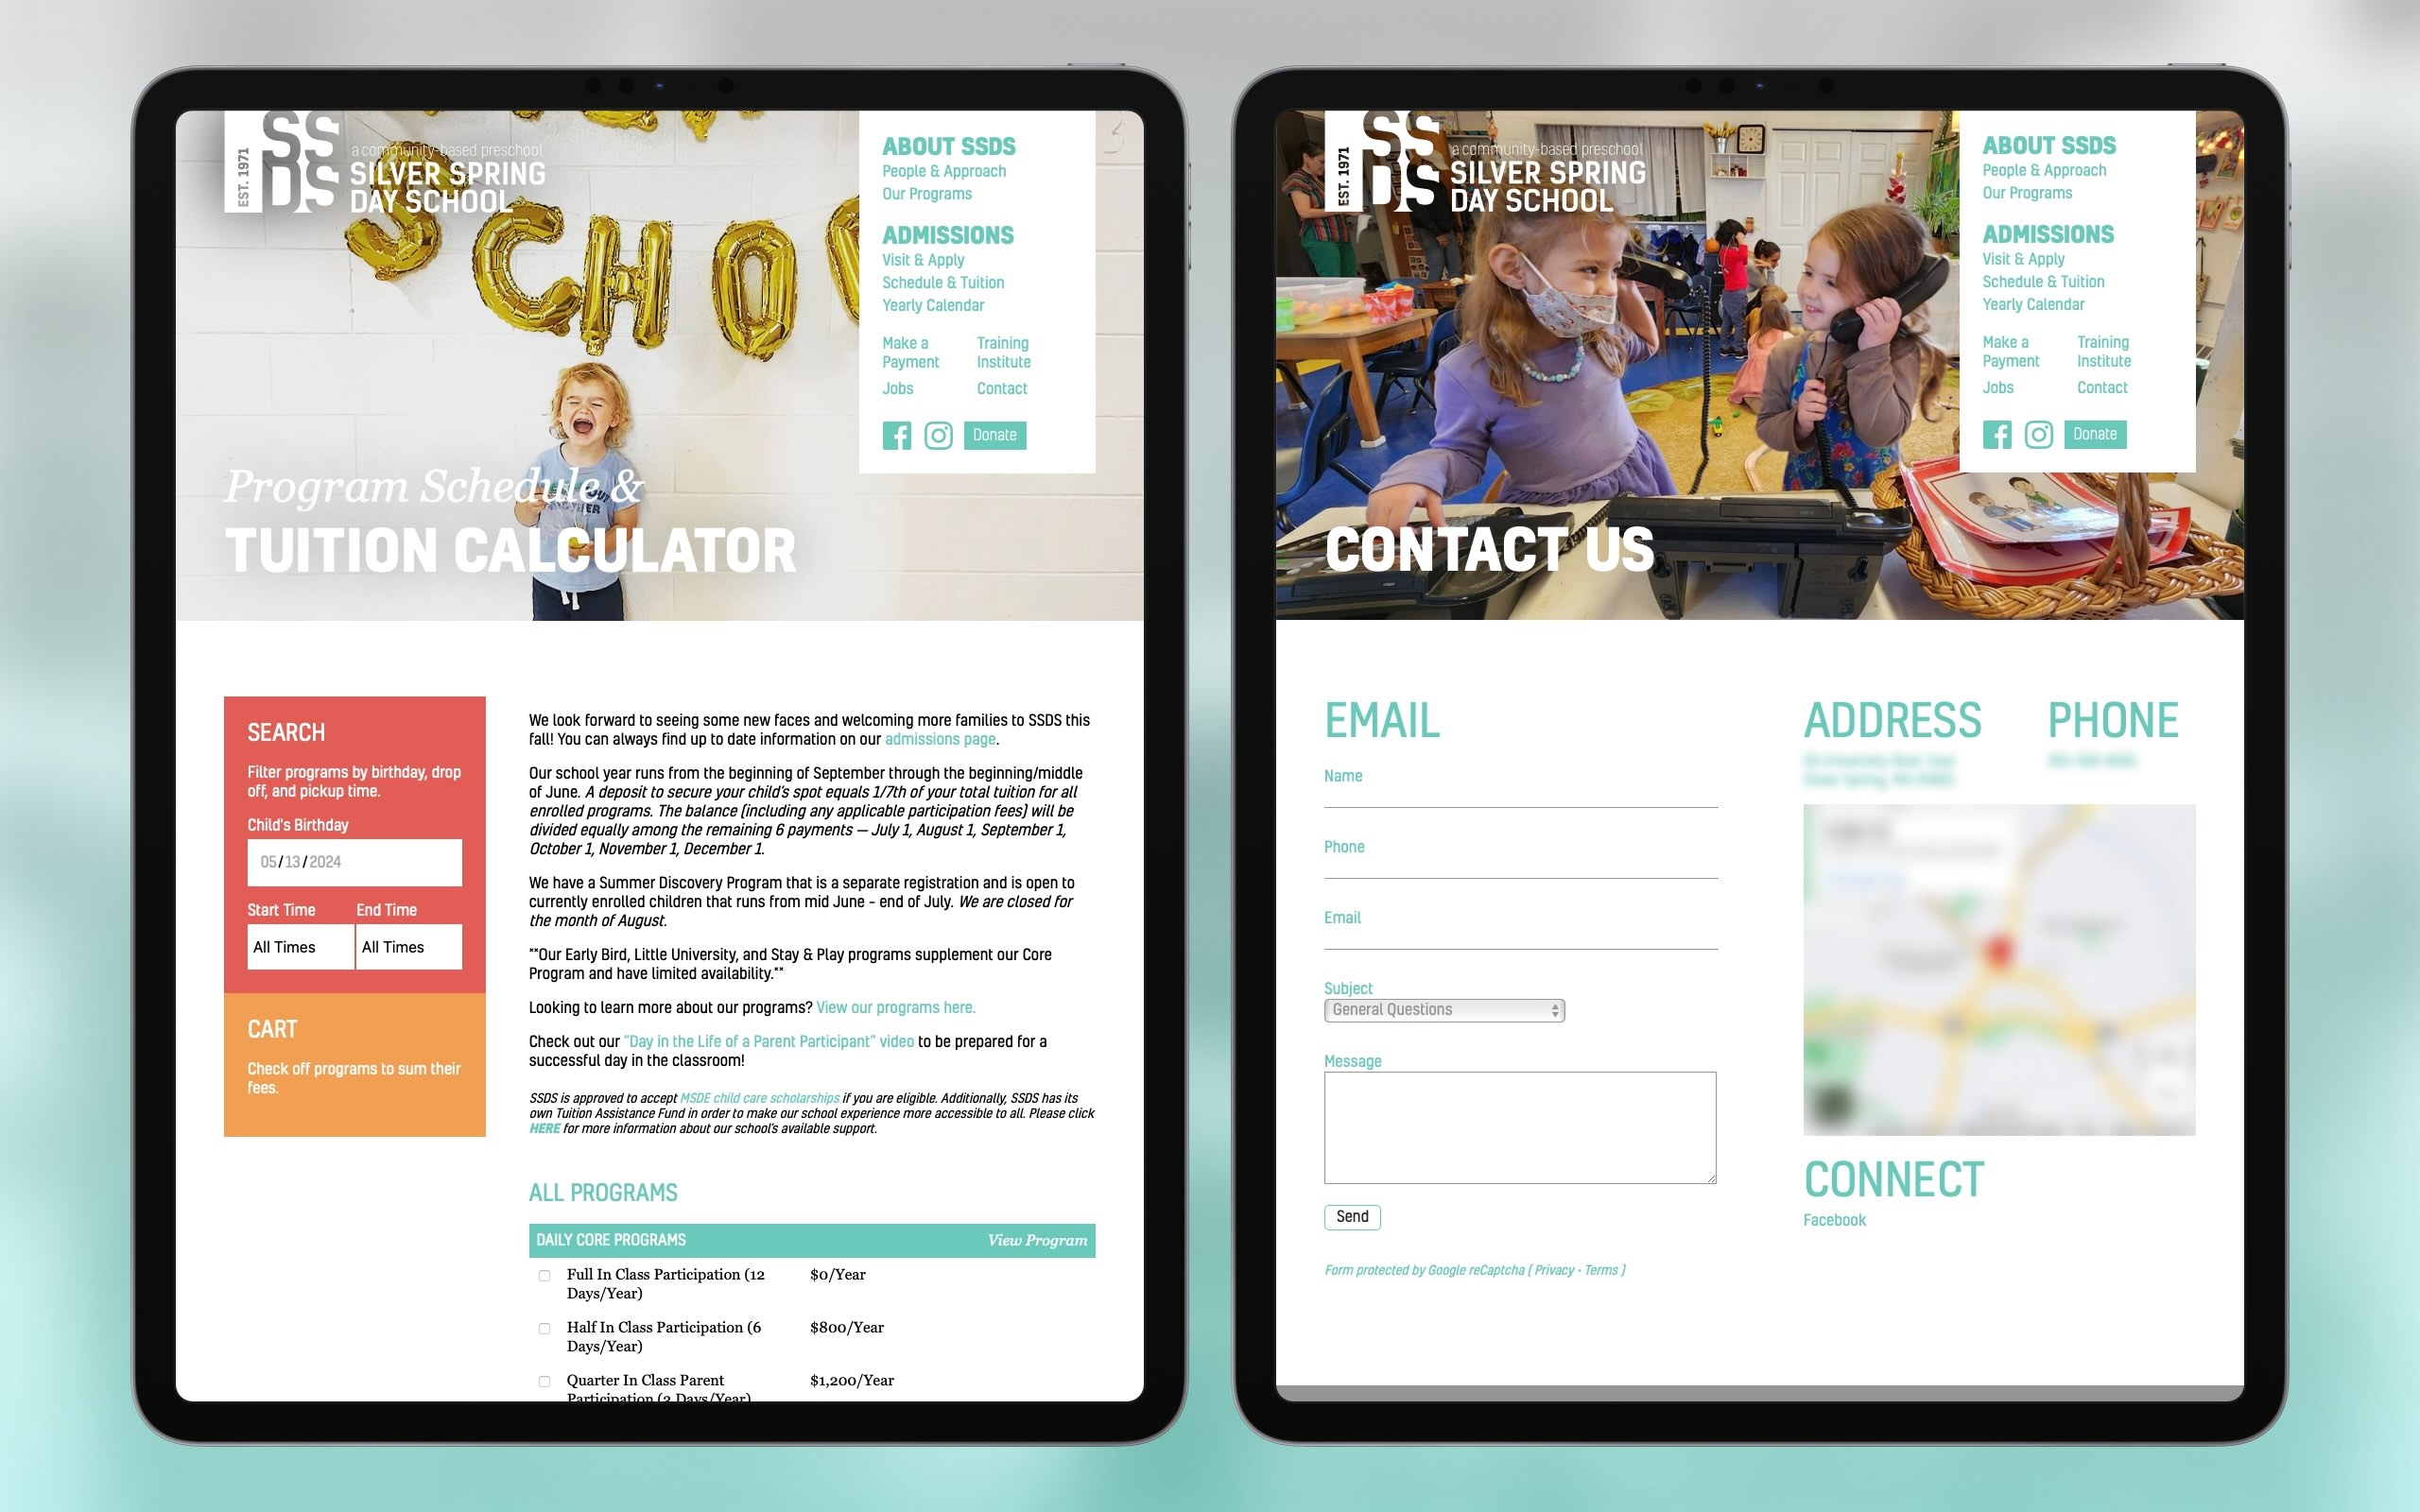 EST. 1971
SSDS
a community-based preschool
SILVER SPRING
DAY SCHOOL
SCHOO
ABOUT SSDS
People & Approach
Our Programs
ADMISSIONS
Visit & Apply
Schedule & Tuition
Yearly Calendar
Make a Payment
Training Institute
Jobs
Contact
Donate
Program Schedule &
TUITION CALCULATOR
SEARCH
Filter programs by birthday, drop
off, and pickup time.
Child's Birthday
05/13/2024
Start Time
End Time
All Times
All Times
CART
Check off programs to sum their
fees.
We look forward to seeing some new faces and welcoming more families to SSDS this
fall! You can always find up to date information on our admissions page.
Our school year runs from the beginning of September through the beginning/middle
of June. A deposit to secure your child's spot equals 1/7th of your total tuition for all
enrolled programs. The balance (including any applicable participation fees) will be
divided equally among the remaining 6 payments — July 1, August 1, September 1,
October 1, November 1, December 1.
We have a Summer Discovery Program that is a separate registration and is open to
currently enrolled children that runs from mid June - end of July. We are closed for
the month of August.
**Our Early Bird, Little University, and Stay & Play programs supplement our Core
Program and have limited availability.**
Looking to learn more about our programs? View our programs here.
Check out our "Day in the Life of a Parent Participant" video to be prepared for a
successful day in the classroom!
SSDS is approved to accept MSDE child care scholarships if you are eligible. Additionally, SSDS has its
own Tuition Assistance Fund in order to make our school experience more accessible to all. Please click
HERE for more information about our school's available support.
ALL PROGRAMS
DAILY CORE PROGRAMS
View Program
Full In Class Participation (12
Days/Year)
$0/Year
Half In Class Participation (6
Days/Year)
$800/Year
Quarter In Class Parent
Participation (3 Days/Year)
$1,200/Year
EST. 1971
SSDS
a community-based preschool
SILVER SPRING
DAY SCHOOL
ABOUT SSDS
People & Approach
Our Programs
ADMISSIONS
Visit & Apply
Schedule & Tuition
Yearly Calendar
Make a Payment
Training Institute
Jobs
Contact
Donate
CONTACT US
EMAIL
Name
Phone
Email
Subject
General Questions
Message
Send
Form protected by Google reCaptcha ( Privacy • Terms )
ADDRESS
PHONE
CONNECT
Facebook